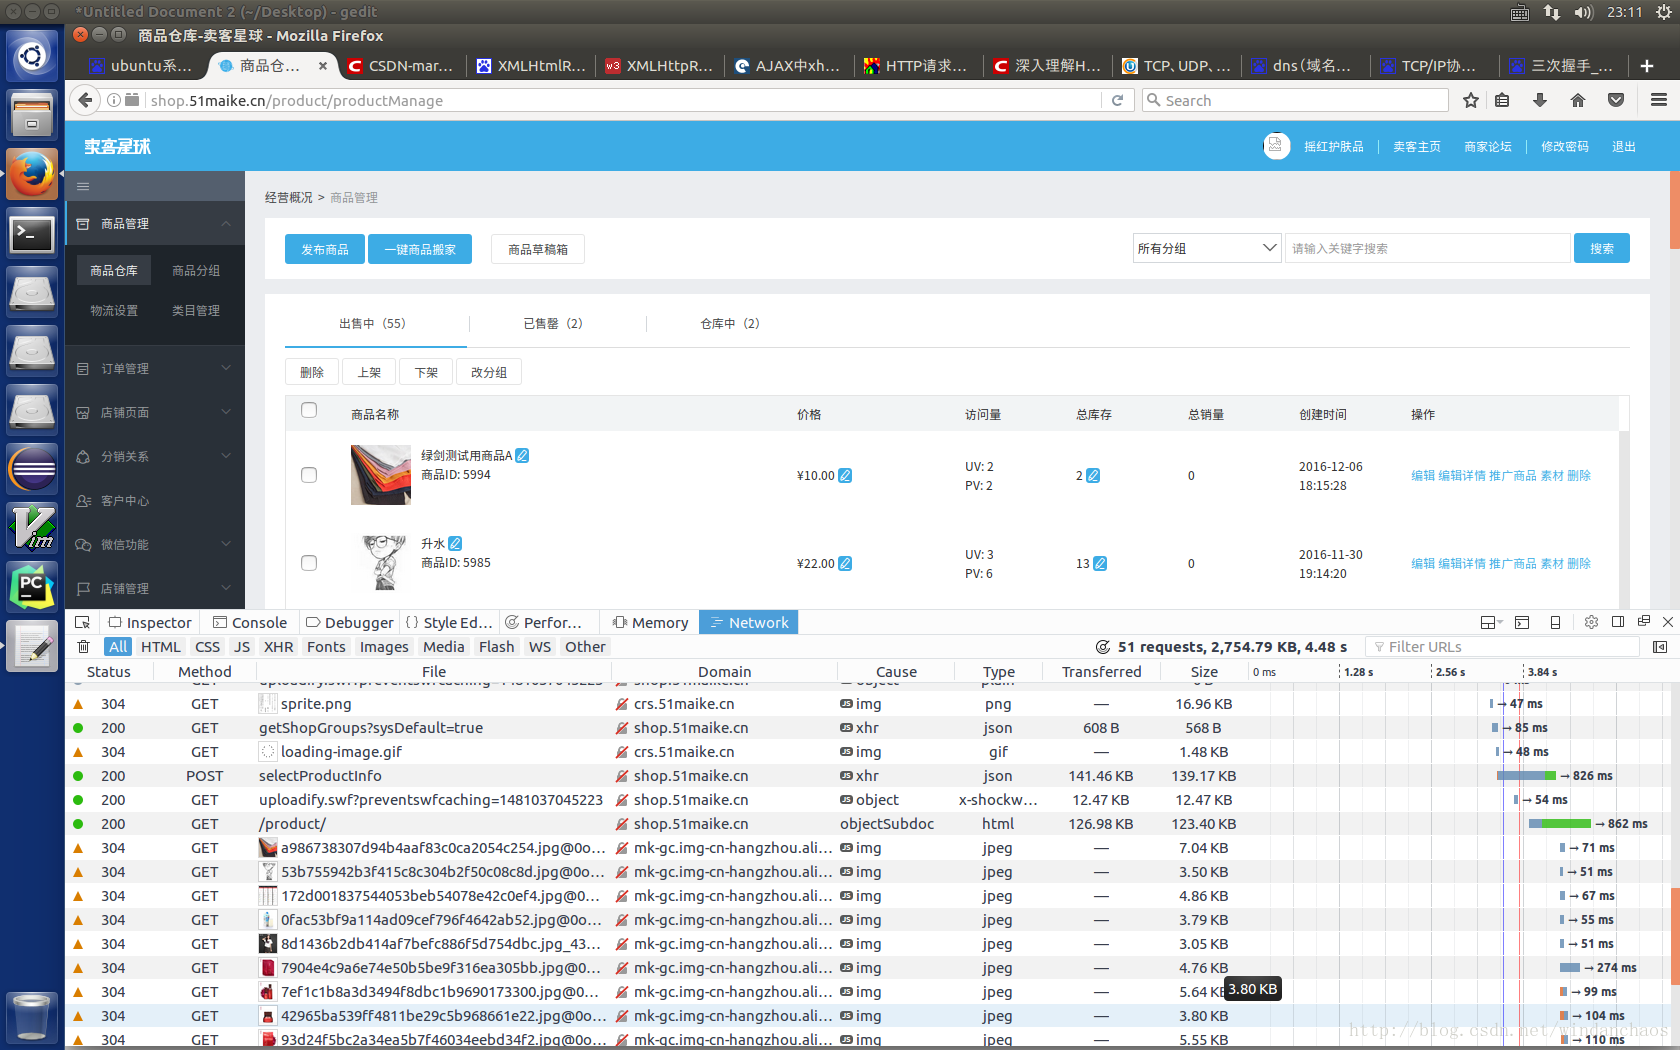 *Untitled Document 2 (~/Desktop) - gedit 23:11
商品仓库-卖客星球 - Mozilla Firefox
ubuntu系... 商品仓... × CSDN-mar... XMLHtmlR... XMLHttpR... AJAX中xh... HTTP请求... 深入理解H... TCP、UDP、... dns（域名... TCP/IP协... 三次握手_... +
shop.51maike.cn/product/productManage Search
卖客星球 摇红护肤品 卖客主页 商家论坛 修改密码 退出
经营概况 > 商品管理
商品管理
商品仓库 商品分组
物流设置 类目管理
订单管理
店铺页面
分销关系
客户中心
微信功能
店铺管理
发布商品 一键商品搬家 商品草稿箱 所有分组 请输入关键字搜索 搜索
出售中（55） 已售罄（2） 仓库中（2）
删除 上架 下架 改分组
商品名称 价格 访问量 总库存 总销量 创建时间 操作
绿剑测试用商品A
商品ID: 5994
¥10.00
UV: 2
PV: 2
2
0
2016-12-06
18:15:28
编辑 编辑详情 推广商品 素材 删除
升水
商品ID: 5985
¥22.00
UV: 3
PV: 6
13
0
2016-11-30
19:14:20
编辑 编辑详情 推广商品 素材 删除
Inspector Console Debugger { } Style Ed... Perfor... Memory Network
All HTML CSS JS XHR Fonts Images Media Flash WS Other 51 requests, 2,754.79 KB, 4.48 s Filter URLs
Status Method File Domain Cause Type Transferred Size 0 ms 1.28 s 2.56 s 3.84 s
304 GET sprite.png crs.51maike.cn JS img png — 16.96 KB → 47 ms
200 GET getShopGroups?sysDefault=true shop.51maike.cn JS xhr json 608 B 568 B → 85 ms
304 GET loading-image.gif crs.51maike.cn JS img gif — 1.48 KB → 48 ms
200 POST selectProductInfo shop.51maike.cn JS xhr json 141.46 KB 139.17 KB → 826 ms
200 GET uploadify.swf?preventswfcaching=1481037045223 shop.51maike.cn JS object x-shockw... 12.47 KB 12.47 KB → 54 ms
200 GET /product/ shop.51maike.cn objectSubdoc html 126.98 KB 123.40 KB → 862 ms
304 GET a986738307d94b4aaf83c0ca2054c254.jpg@0o... mk-gc.img-cn-hangzhou.ali... JS img jpeg — 7.04 KB → 71 ms
304 GET 53b755942b3f415c8c304b2f50c08c8d.jpg@0o... mk-gc.img-cn-hangzhou.ali... JS img jpeg — 3.50 KB → 51 ms
304 GET 172d001837544053beb54078e42c0ef4.jpg@0... mk-gc.img-cn-hangzhou.ali... JS img jpeg — 4.86 KB → 67 ms
304 GET 0fac53bf9a114ad09cef796f4642ab52.jpg@0o... mk-gc.img-cn-hangzhou.ali... JS img jpeg — 3.79 KB → 55 ms
304 GET 8d1436b2db414af7befc886f5d754dbc.jpg_43... mk-gc.img-cn-hangzhou.ali... JS img jpeg — 3.05 KB → 51 ms
304 GET 7904e4c9a6e74e50b5be9f316ea305bb.jpg@0... mk-gc.img-cn-hangzhou.ali... JS img jpeg — 4.76 KB → 274 ms
304 GET 7ef1c1b8a3d3494f8dbc1b9690173300.jpg@0... mk-gc.img-cn-hangzhou.ali... JS img jpeg — 5.64 KB → 99 ms
3.80 KB
304 GET 42965ba539ff4811be29c5b968661e22.jpg@0o... mk-gc.img-cn-hangzhou.ali... JS img jpeg — 3.80 KB → 104 ms
304 GET 93d24f5bc2a34ea5b7f46034eebd34f2.jpg@0... mk-gc.img-cn-hangzhou.ali... JS img jpeg — 5.55 KB → 110 ms
http://blog.csdn.net/windanchaos